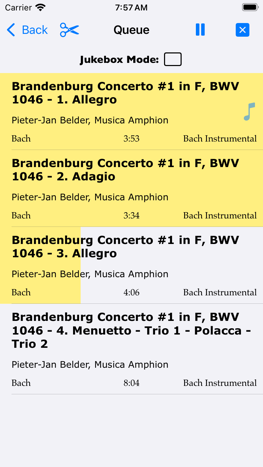 Carrier 7:57 AM
Back Queue
Jukebox Mode:
Brandenburg Concerto #1 in F, BWV
1046 - 1. Allegro
Pieter-Jan Belder, Musica Amphion
Bach 3:53 Bach Instrumental
Brandenburg Concerto #1 in F, BWV
1046 - 2. Adagio
Pieter-Jan Belder, Musica Amphion
Bach 3:34 Bach Instrumental
Brandenburg Concerto #1 in F, BWV
1046 - 3. Allegro
Pieter-Jan Belder, Musica Amphion
Bach 4:06 Bach Instrumental
Brandenburg Concerto #1 in F, BWV
1046 - 4. Menuetto - Trio 1 - Polacca -
Trio 2
Pieter-Jan Belder, Musica Amphion
Bach 8:04 Bach Instrumental